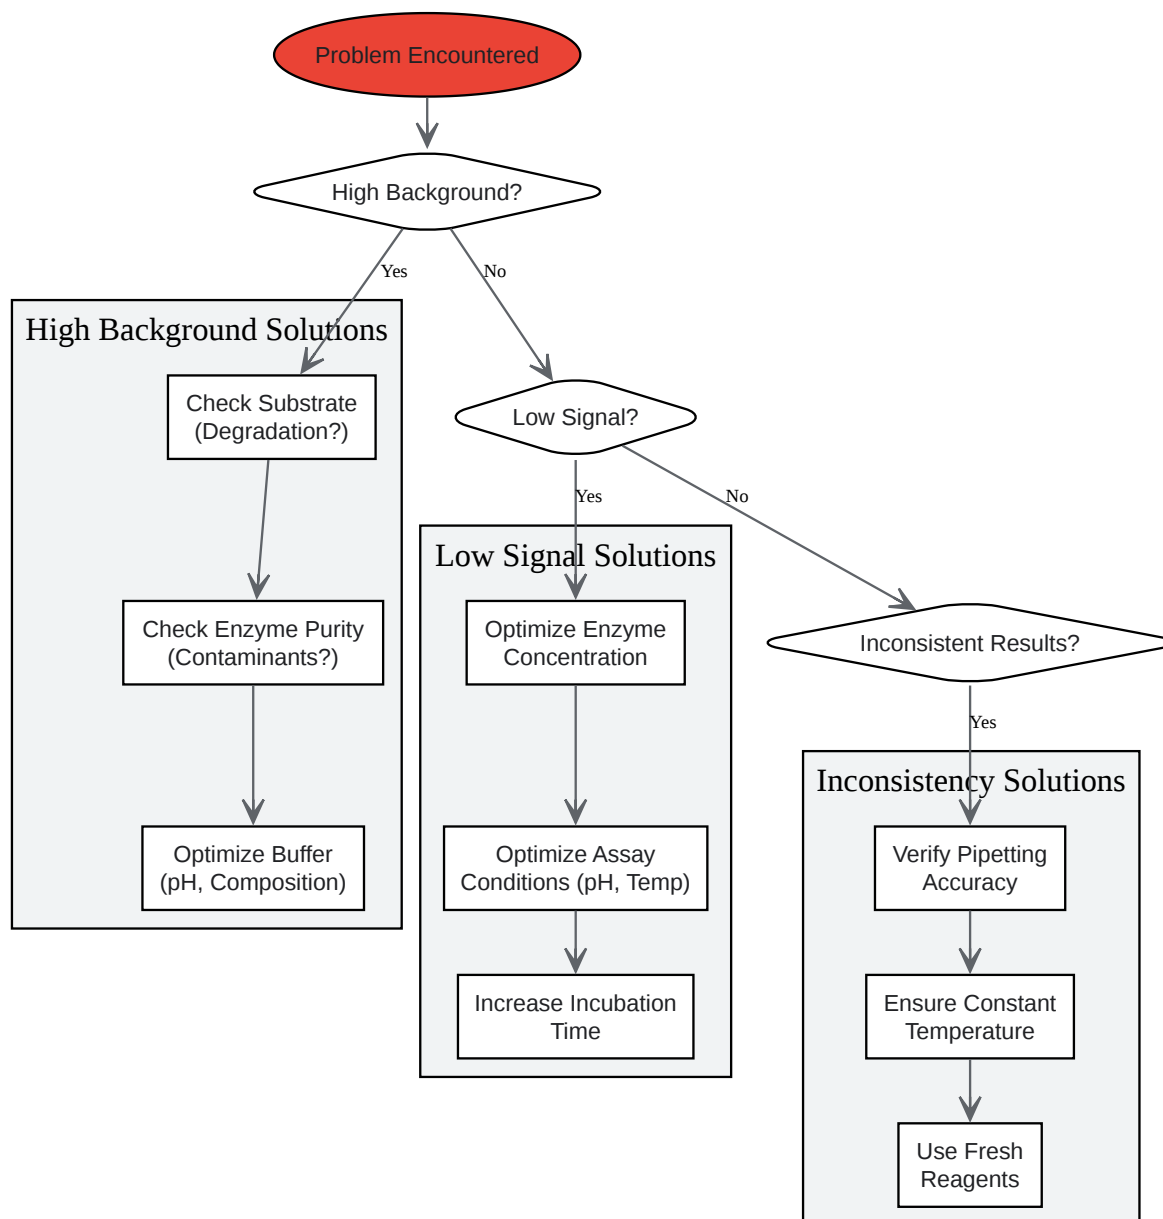 Problem Encountered
High Background?
Yes
No
High Background Solutions
Check Substrate
(Degradation?)
Low Signal?
Yes
No
Low Signal Solutions
Check Enzyme Purity
(Contaminants?)
Optimize Enzyme
Concentration
Inconsistent Results?
Yes
Inconsistency Solutions
Optimize Buffer
(pH, Composition)
Optimize Assay
Conditions (pH, Temp)
Verify Pipetting
Accuracy
Increase Incubation
Time
Ensure Constant
Temperature
Use Fresh
Reagents